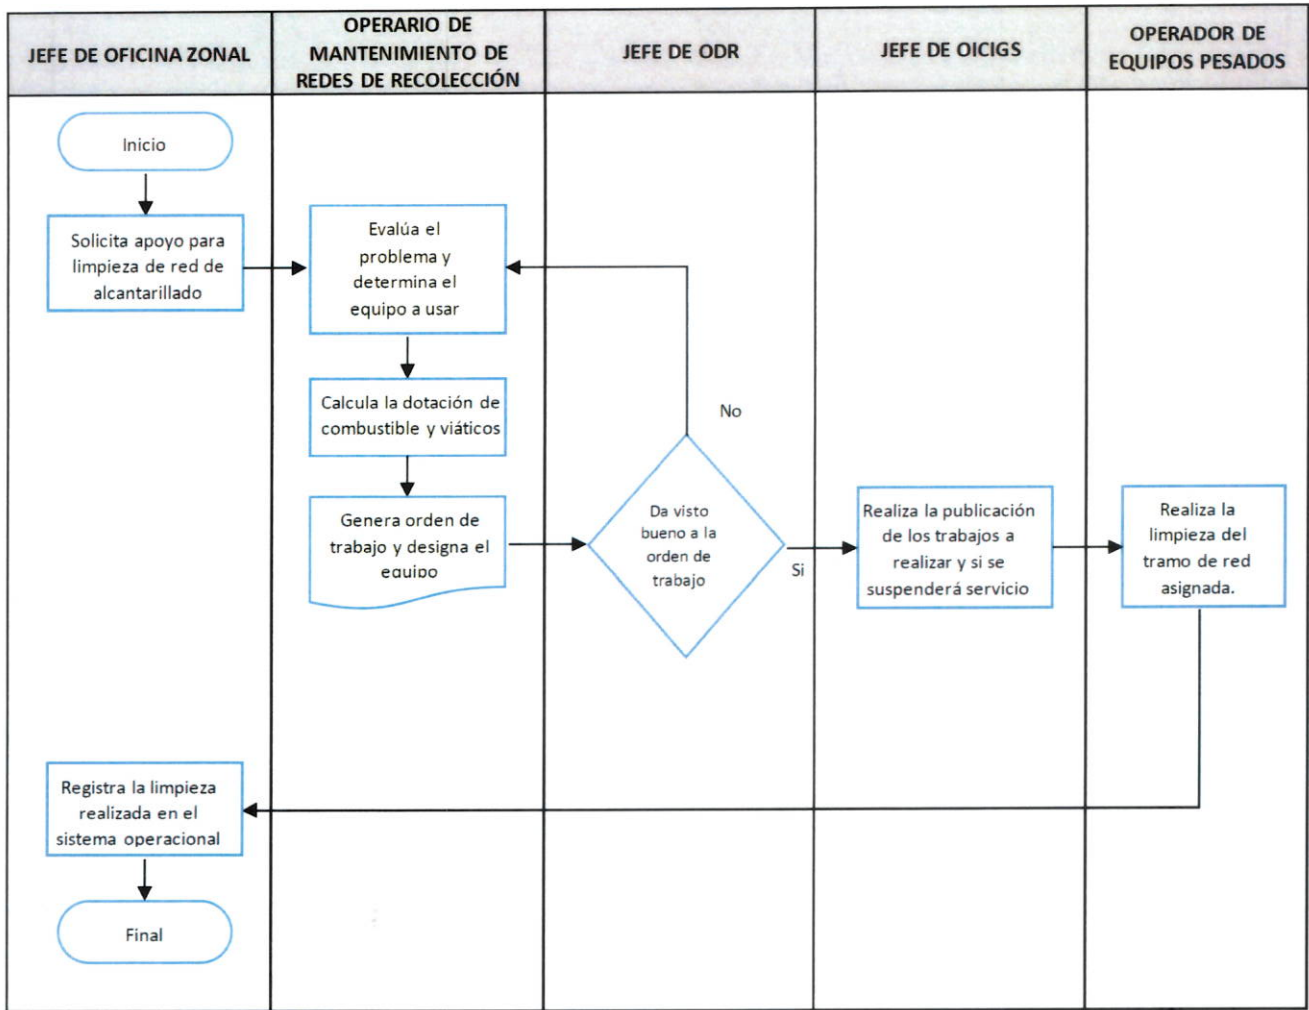 JEFE DE OFICINA ZONAL
OPERARIO DE
MANTENIMIENTO DE
REDES DE RECOLECCIÓN
JEFE DE ODR
JEFE DE OICIGS
OPERADOR DE
EQUIPOS PESADOS
Inicio
Solicita apoyo para
limpieza de red de
alcantarillado
Evalúa el
problema y
determina el
equipo a usar
Calcula la dotación de
combustible y viáticos
Genera orden de
trabajo y designa el
equipo
Da visto
bueno a la
orden de
trabajo
No
Si
Realiza la publicación
de los trabajos a
realizar y si se
suspenderá servicio
Realiza la
limpieza del
tramo de red
asignada.
Registra la limpieza
realizada en el
sistema operacional
Final